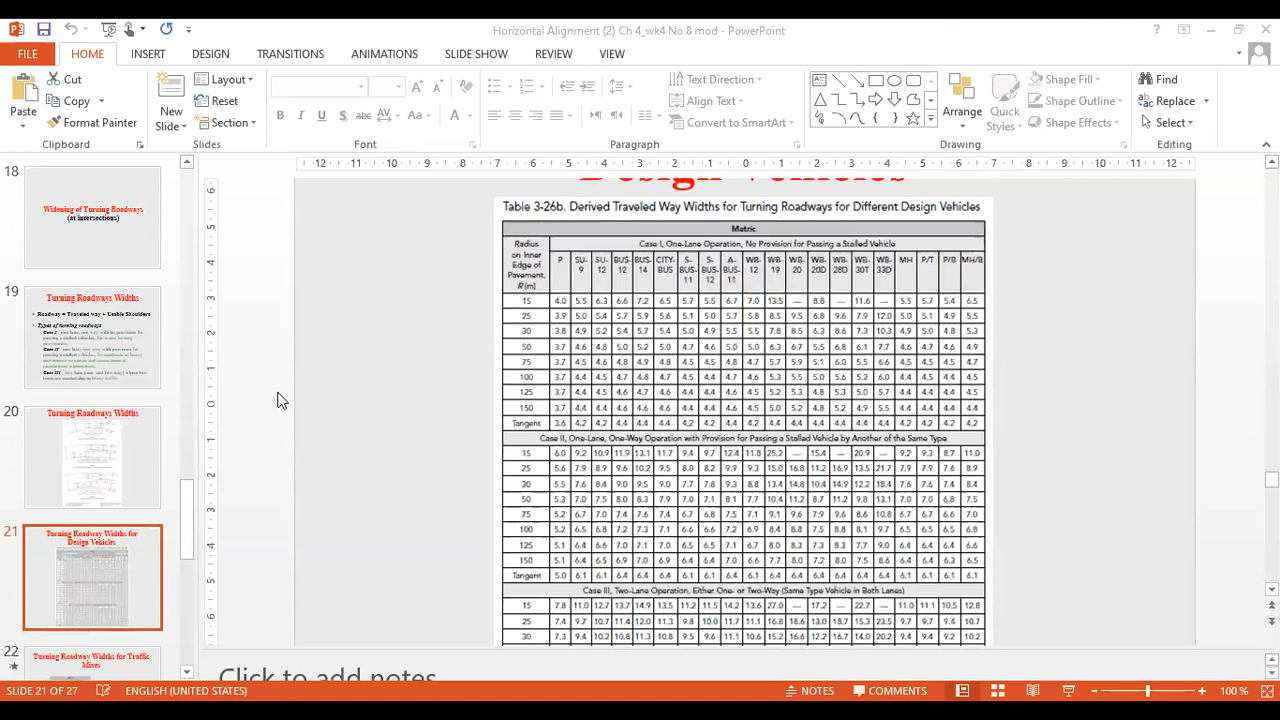 Horizontal Alignment (2) Ch 4_wk4 No 8 mod - PowerPoint
FILE HOME INSERT DESIGN TRANSITIONS ANIMATIONS SLIDE SHOW REVIEW VIEW
Paste Cut Copy Format Painter Clipboard
New Slide Layout Reset Section Slides
B I U S abc AV Aa A Font
Text Direction Align Text Convert to SmartArt Paragraph
Arrange Quick Styles Shape Fill Shape Outline Shape Effects Drawing
Find Replace Select Editing
18
Widening of Turning Roadways
(at intersections)
19
Turning Roadways Widths
Roadway = Traveled way + Usable Shoulders
Types of turning roadways
20
Turning Roadways Widths
21
Turning Roadway Widths for
Design Vehicles
22
Turning Roadway Widths for Traffic
Mixes
Design Vehicles
Table 3-26b. Derived Traveled Way Widths for Turning Roadways for Different Design Vehicles
Metric
Radius on Inner Edge of Pavement, R (m)
Case I, One-Lane Operation, No Provision for Passing a Stalled Vehicle
P SU-9 SU-12 BUS-12 BUS-14 CITY-BUS S-BUS-11 S-BUS-12 A-BUS-11 WB-12 WB-19 WB-20 WB-20D WB-28D WB-30T WB-33D MH P/T P/B MH/B
15 4.0 5.5 6.3 6.6 7.2 6.5 5.7 5.5 6.7 7.0 13.5 — 8.8 — 11.6 — 5.5 5.7 5.4 6.5
25 3.9 5.0 5.4 5.7 5.9 5.6 5.1 5.0 5.7 5.8 8.5 9.5 6.8 9.6 7.9 12.0 5.0 5.1 4.9 5.5
30 3.8 4.9 5.2 5.4 5.7 5.4 5.0 4.9 5.5 5.5 7.8 8.5 6.3 8.6 7.3 10.3 4.9 5.0 4.8 5.3
50 3.7 4.6 4.8 5.0 5.2 5.0 4.7 4.6 5.0 5.0 6.3 6.7 5.5 6.8 6.1 7.7 4.6 4.7 4.6 4.9
75 3.7 4.5 4.6 4.8 4.9 4.8 4.5 4.5 4.8 4.7 5.7 5.9 5.1 6.0 5.5 6.6 4.5 4.5 4.5 4.7
100 3.7 4.5 4.5 4.7 4.8 4.7 4.5 4.4 4.7 4.6 5.3 5.5 5.0 5.6 5.2 6.0 4.4 4.5 4.4 4.5
125 3.7 4.4 4.5 4.6 4.7 4.6 4.4 4.4 4.6 4.5 5.2 5.3 4.8 5.3 5.0 5.7 4.4 4.4 4.4 4.5
150 3.7 4.4 4.4 4.6 4.6 4.6 4.4 4.4 4.6 4.5 5.0 5.2 4.8 5.2 4.9 5.5 4.4 4.4 4.4 4.4
Tangent 3.6 4.2 4.2 4.4 4.4 4.4 4.2 4.2 4.4 4.2 4.4 4.4 4.4 4.4 4.4 4.4 4.2 4.2 4.2 4.2
Case II, One-Lane, One-Way Operation with Provision for Passing a Stalled Vehicle by Another of the Same Type
15 6.0 9.2 10.9 11.9 13.1 11.7 9.4 9.7 12.4 11.8 25.2 — 15.4 — 20.9 — 9.2 9.3 8.7 11.0
25 5.6 7.9 8.9 9.6 10.2 9.5 8.0 8.2 9.9 9.3 15.0 16.8 11.2 16.9 13.5 21.7 7.9 7.9 7.6 8.9
30 5.5 7.6 8.4 9.0 9.5 9.0 7.7 7.8 9.3 8.8 13.4 14.8 10.4 14.9 12.2 18.4 7.6 7.6 7.4 8.4
50 5.3 7.0 7.5 8.0 8.3 7.9 7.0 7.1 8.1 7.7 10.4 11.2 8.7 11.2 9.8 13.1 7.0 7.0 6.8 7.5
75 5.2 6.7 7.0 7.4 7.6 7.4 6.7 6.8 7.5 7.1 9.1 9.6 7.9 9.6 8.6 10.8 6.7 6.7 6.6 7.0
100 5.2 6.5 6.8 7.2 7.3 7.1 6.6 6.6 7.2 6.9 8.4 8.8 7.5 8.8 8.1 9.7 6.5 6.5 6.4 6.8
125 5.1 6.4 6.6 7.0 7.1 7.0 6.5 6.5 7.1 6.7 8.0 8.3 7.3 8.3 7.7 9.0 6.4 6.4 6.3 6.6
150 5.1 6.4 6.5 6.9 7.0 6.9 6.4 6.4 7.0 6.6 7.7 8.0 7.2 8.0 7.5 8.6 6.4 6.4 6.3 6.5
Tangent 5.0 6.1 6.1 6.4 6.4 6.4 6.1 6.1 6.4 6.1 6.4 6.4 6.4 6.4 6.4 6.4 6.1 6.1 6.1 6.1
Case III, Two-Lane Operation, Either One- or Two-Way (Same Type Vehicle in Both Lanes)
15 7.8 11.0 12.7 13.7 14.9 13.5 11.2 11.5 14.2 13.6 27.0 — 17.2 — 22.7 — 11.0 11.1 10.5 12.8
25 7.4 9.7 10.7 11.4 12.0 11.3 9.8 10.0 11.7 11.1 16.8 18.6 13.0 18.7 15.3 23.5 9.7 9.7 9.4 10.7
30 7.3 9.4 10.2 10.8 11.3 10.8 9.5 9.6 11.1 10.6 15.2 16.6 12.2 16.7 14.0 20.2 9.4 9.4 9.2 10.2
Click to add notes
SLIDE 21 OF 27 ENGLISH (UNITED STATES) NOTES COMMENTS 100 %